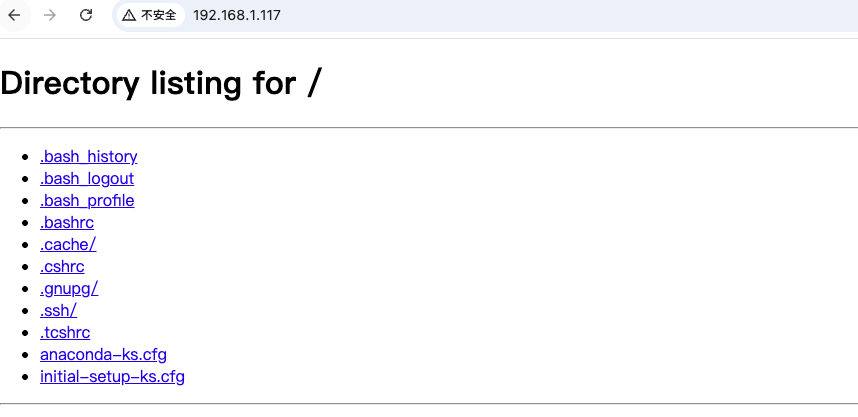 不安全 192.168.1.117
Directory listing for /
.bash_history
.bash_logout
.bash_profile
.bashrc
.cache/
.cshrc
.gnupg/
.ssh/
.tcshrc
anaconda-ks.cfg
initial-setup-ks.cfg